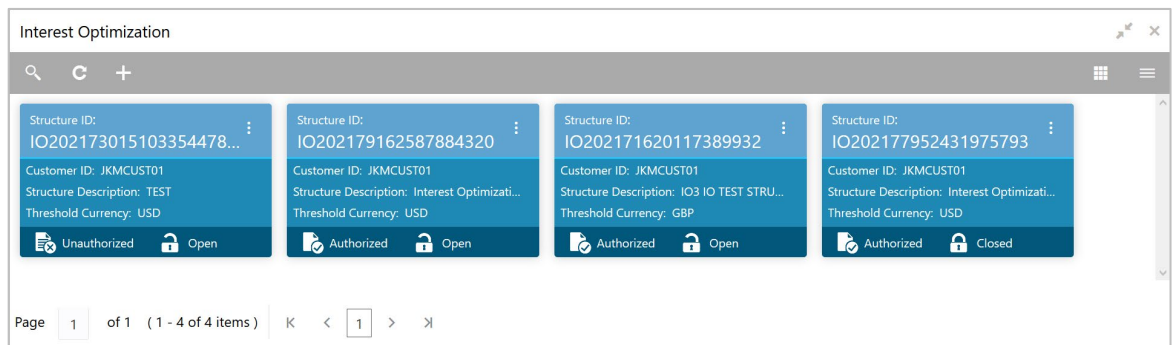 Interest Optimization
Structure ID:
IO202173015103354478...
Customer ID: JKMCUST01
Structure Description: TEST
Threshold Currency: USD
Unauthorized Open
Structure ID:
IO202179162587884320
Customer ID: JKMCUST01
Structure Description: Interest Optimizati...
Threshold Currency: USD
Authorized Open
Structure ID:
IO202171620117389932
Customer ID: JKMCUST01
Structure Description: IO3 IO TEST STRU...
Threshold Currency: GBP
Authorized Open
Structure ID:
IO202177952431975793
Customer ID: JKMCUST01
Structure Description: Interest Optimizati...
Threshold Currency: USD
Authorized Closed
Page 1 of 1 (1 - 4 of 4 items) 1